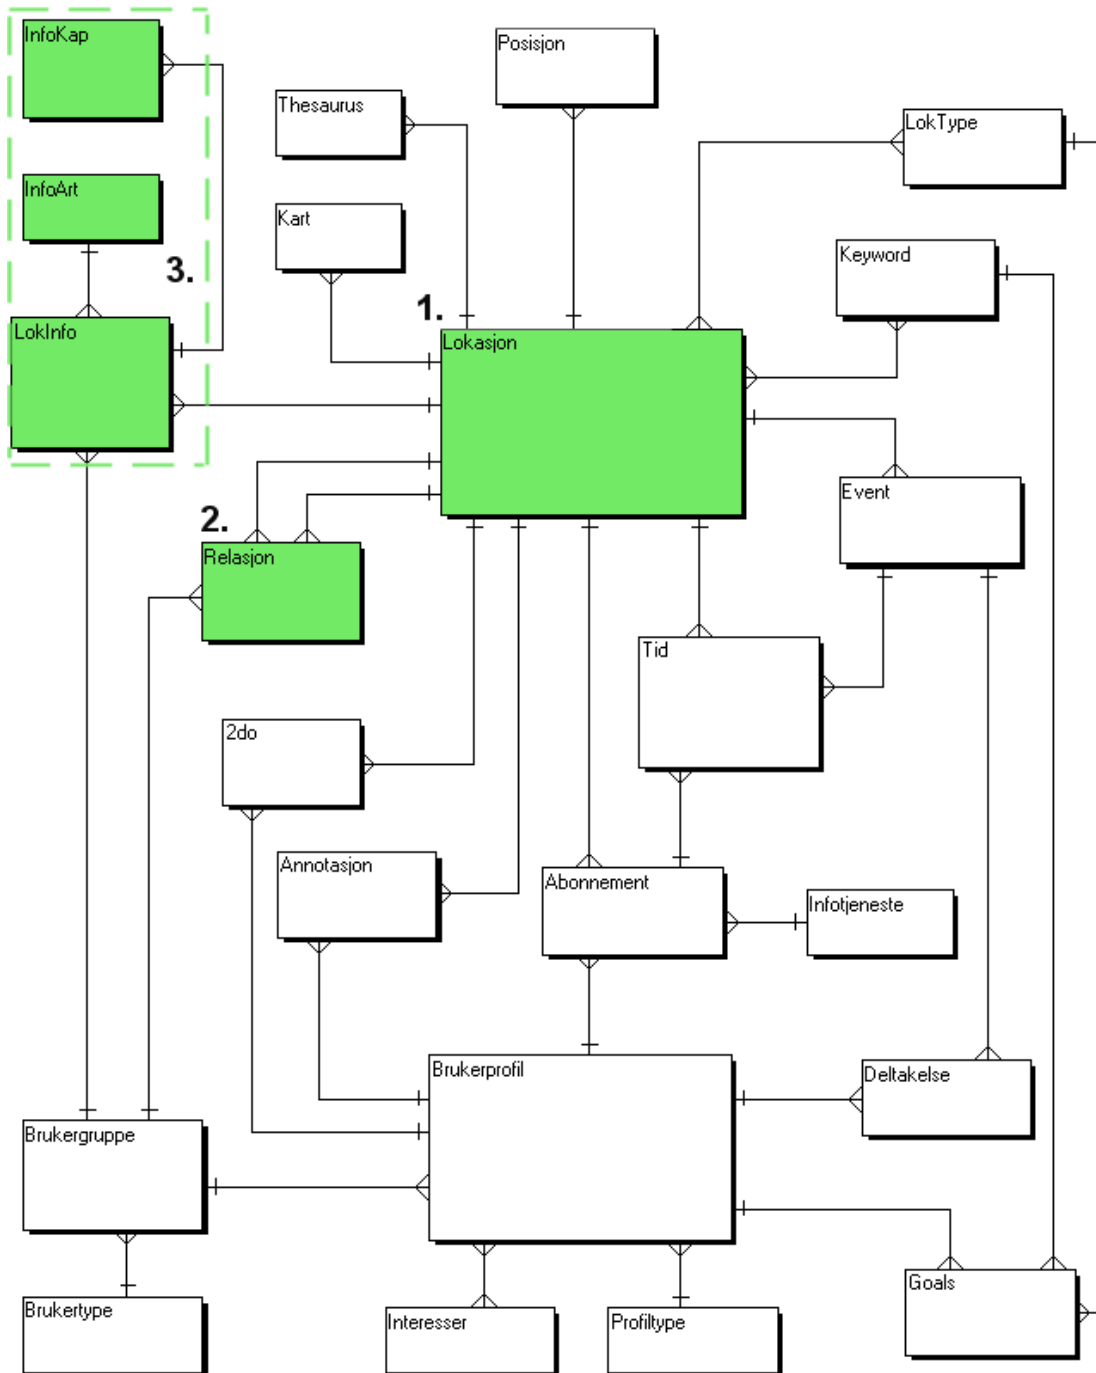 InfoKap
Posisjon
Thesaurus
LokType
InfoArt
Kart
Keyword
3.
1.
LokInfo
Lokasjon
Event
2.
Relasjon
Tid
2do
Annotasjon
Abonnement
Infotjeneste
Brukerprofil
Deltakelse
Brukergruppe
Goals
Brukertype
Interesser
Profiltype